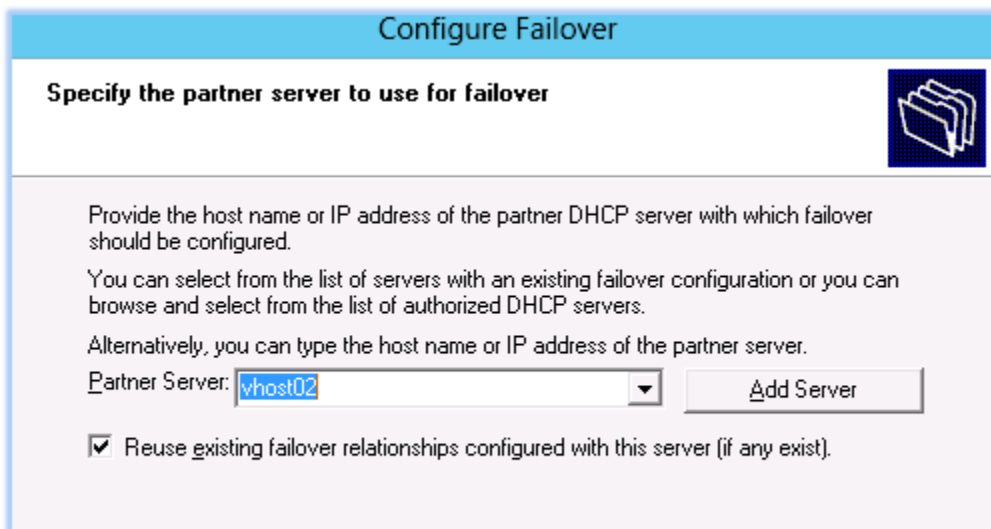 Configure Failover
Specify the partner server to use for failover
Provide the host name or IP address of the partner DHCP server with which failover
should be configured.
You can select from the list of servers with an existing failover configuration or you can
browse and select from the list of authorized DHCP servers.
Alternatively, you can type the host name or IP address of the partner server.
Partner Server: vhost02 Add Server
Reuse existing failover relationships configured with this server (if any exist).